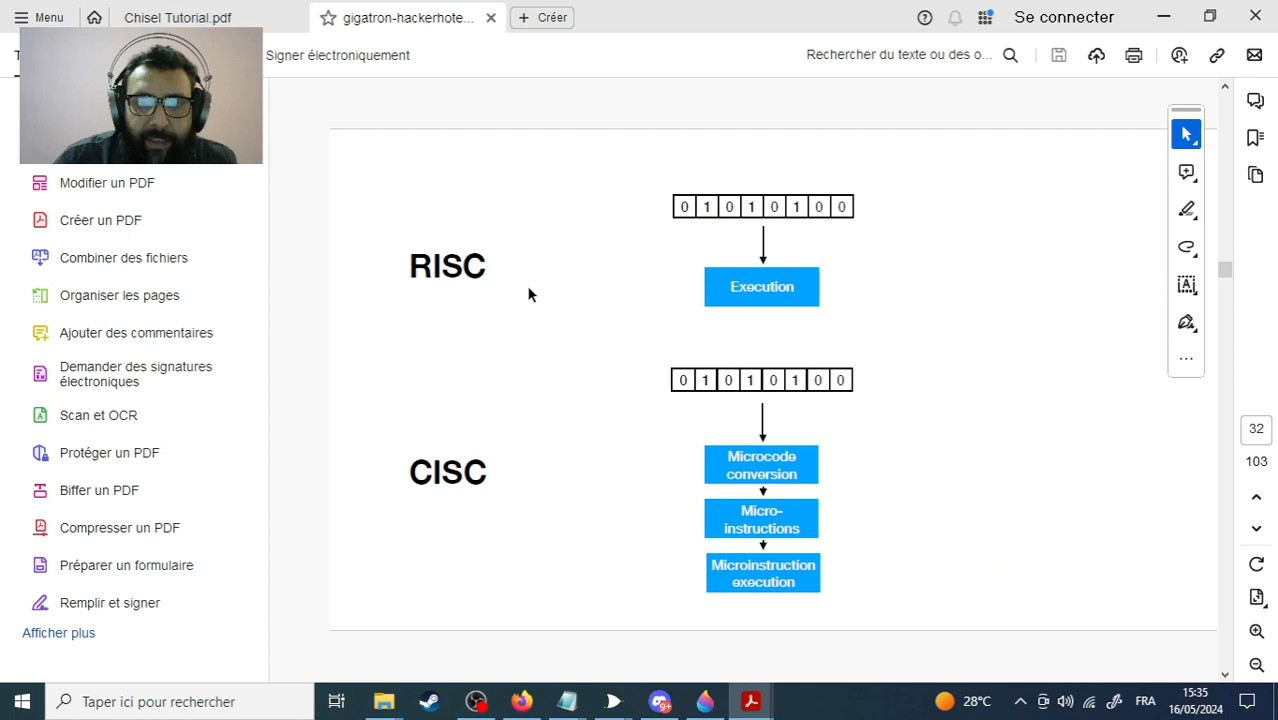 Menu
Chisel Tutorial.pdf
gigatron-hackerhote...
Créer
Se connecter
Signer électroniquement
Rechercher du texte ou des o...
Modifier un PDF
Créer un PDF
Combiner des fichiers
Organiser les pages
Ajouter des commentaires
Demander des signatures
électroniques
Scan et OCR
Protéger un PDF
Biffer un PDF
Compresser un PDF
Préparer un formulaire
Remplir et signer
Afficher plus
0 1 0 1 0 1 0 0
RISC
Execution
0 1 0 1 0 1 0 0
CISC
Microcode
conversion
Micro-
instructions
Microinstruction
execution
32
103
Taper ici pour rechercher
9+
28°C
FRA
15:35
16/05/2024